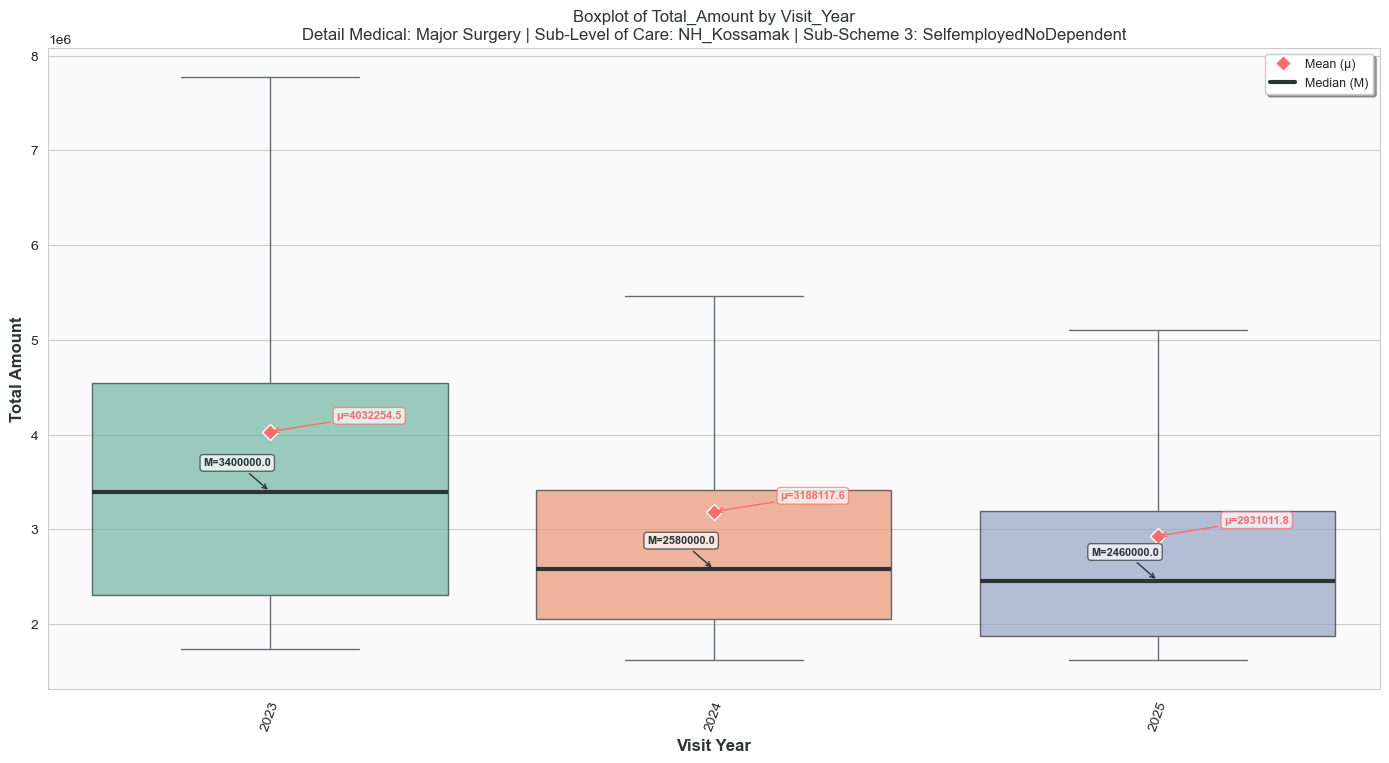 Boxplot of Total_Amount by Visit_Year
Detail Medical: Major Surgery | Sub-Level of Care: NH_Kossamak | Sub-Scheme 3: SelfemployedNoDependent
1e6
Mean (μ)
Median (M)
8
7
6
5
4
3
2
Total Amount
μ=4032254.5
M=3400000.0
μ=3188117.6
M=2580000.0
μ=2931011.8
M=2460000.0
2023
2024
2025
Visit Year